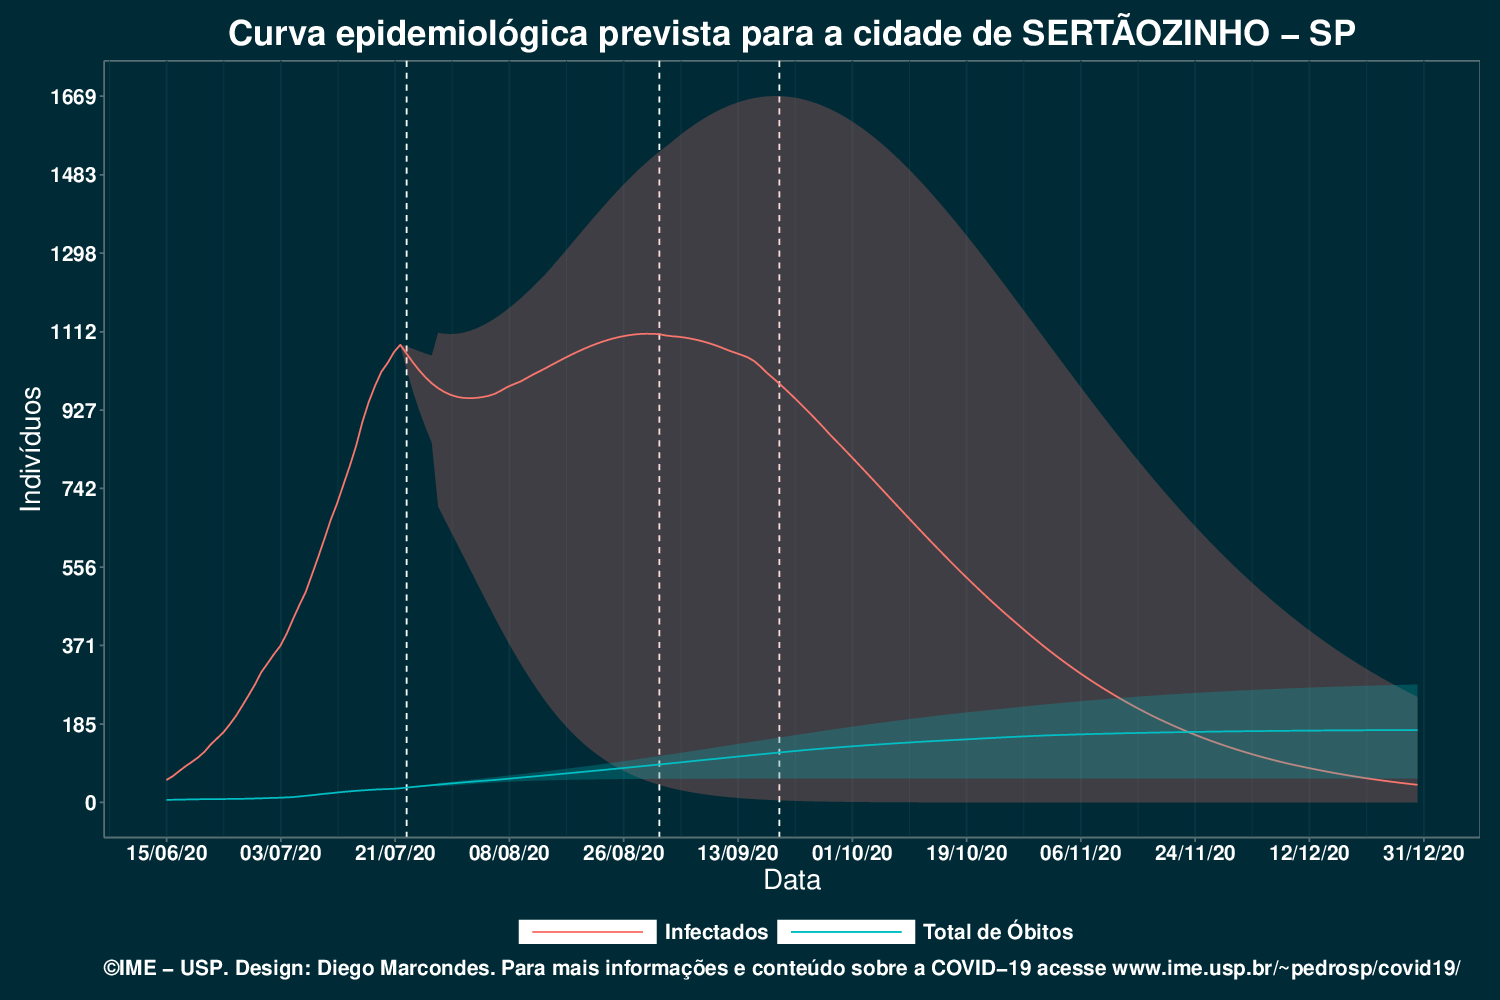 Curva epidemiológica prevista para a cidade de SERTÃOZINHO – SP
Indivíduos
1669
1483
1298
1112
927
742
556
371
185
0
15/06/20 03/07/20 21/07/20 08/08/20 26/08/20 13/09/20 01/10/20 19/10/20 06/11/20 24/11/20 12/12/20 31/12/20
Data
Infectados Total de Óbitos
©IME – USP. Design: Diego Marcondes. Para mais informações e conteúdo sobre a COVID–19 acesse www.ime.usp.br/~pedrosp/covid19/